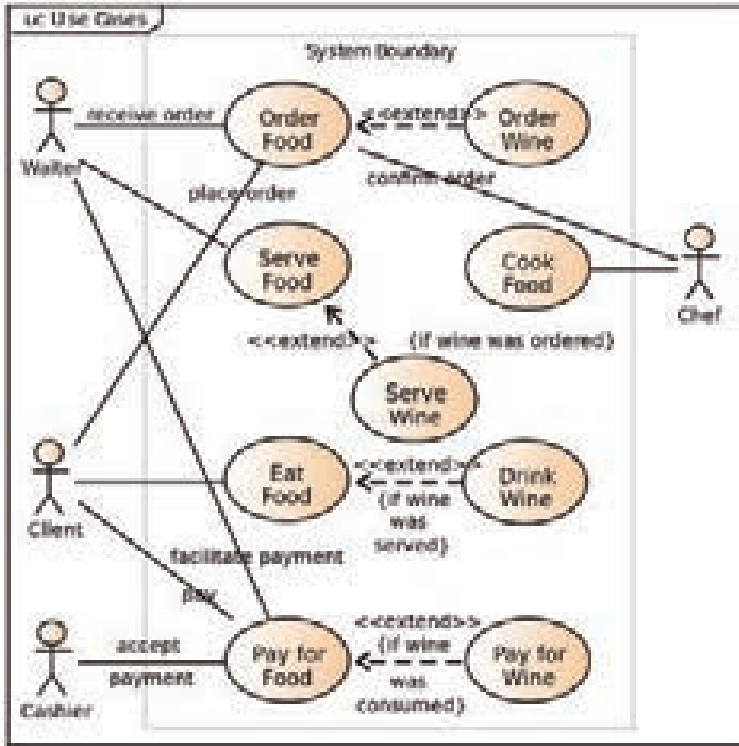 uc Use Cases
System Boundary
receive order
Order
Food
<<extend>>
Order
Wine
Waiter
place order
confirm order
Serve
Food
Cook
Food
Chef
<<extend>>
{if wine was ordered}
Serve
Wine
Client
Eat
Food
<<extend>>
{if wine
was
served}
Drink
Wine
facilitate payment
pay
accept
payment
Cashier
Pay for
Food
<<extend>>
{if wine
was
consumed}
Pay for
Wine